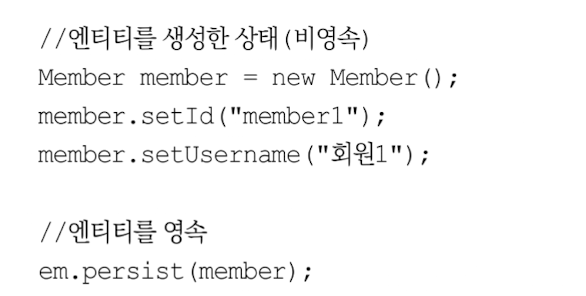 //엔티티를 생성한 상태(비영속)
Member member = new Member();
member.setId("member1");
member.setUsername("회원1");
//엔티티를 영속
em.persist(member);